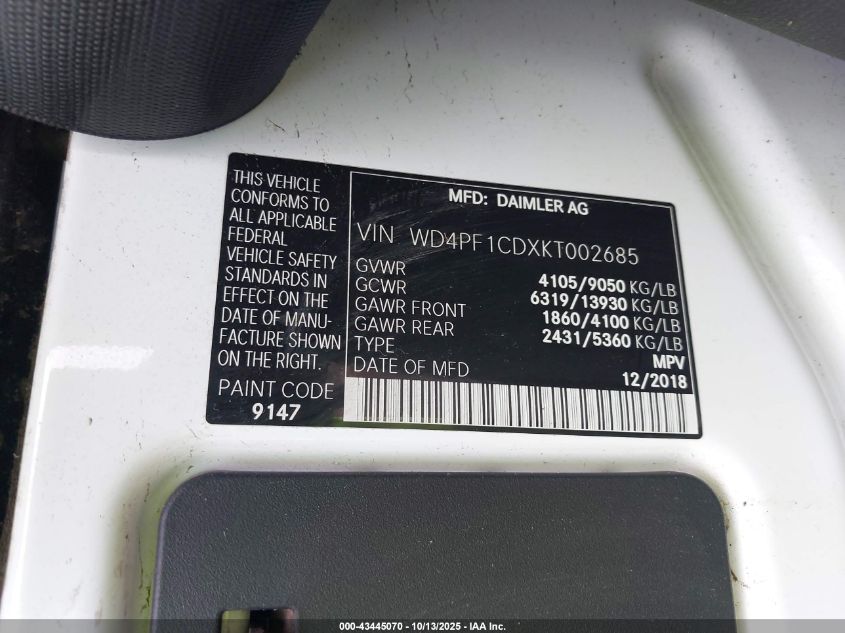 THIS VEHICLE
CONFORMS TO
ALL APPLICABLE
FEDERAL
VEHICLE SAFETY
STANDARDS IN
EFFECT ON THE
DATE OF MANU-
FACTURE SHOWN
ON THE RIGHT.
PAINT CODE
9147
MFD: DAIMLER AG
VIN WD4PF1CDXKT002685
GVWR 4105/9050 KG/LB
GCWR 6319/13930 KG/LB
GAWR FRONT 1860/4100 KG/LB
GAWR REAR 2431/5360 KG/LB
TYPE MPV
DATE OF MFD 12/2018
000-43445070 - 10/13/2025 - IAA Inc.